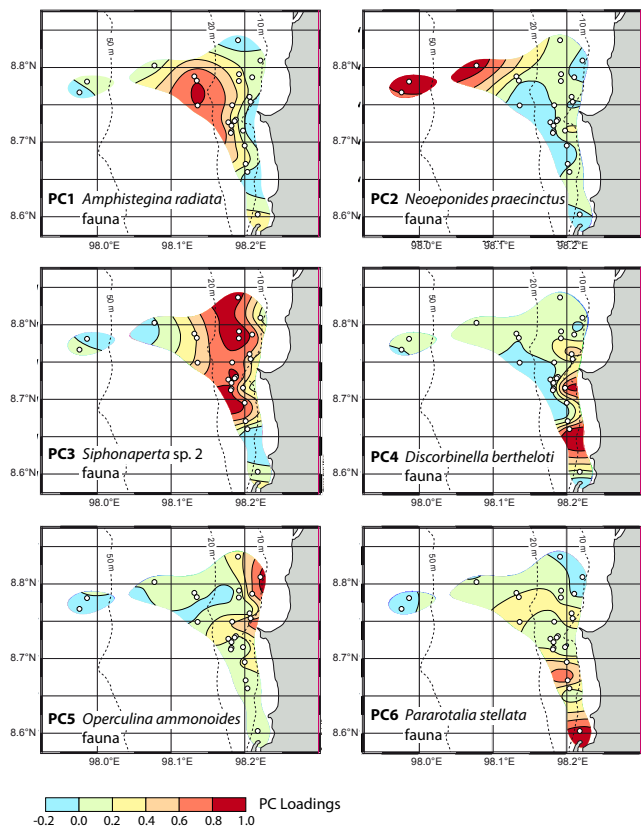 50 m
20 m
10 m
8.8°N
8.7°N
8.6°N
PC1 Amphistegina radiata
fauna
98.0°E
98.1°E
98.2°E
50 m
20 m
10 m
8.8°N
8.7°N
8.6°N
PC2 Neoeponides praecinctus
fauna
98.0°E
98.1°E
98.2°E
50 m
20 m
10 m
8.8°N
8.7°N
8.6°N
PC3 Siphonaperta sp. 2
fauna
98.0°E
98.1°E
98.2°E
50 m
20 m
10 m
8.8°N
8.7°N
8.6°N
PC4 Discorbinella bertheloti
fauna
98.0°E
98.1°E
98.2°E
50 m
20 m
10 m
8.8°N
8.7°N
8.6°N
PC5 Operculina ammonoides
fauna
98.0°E
98.1°E
98.2°E
50 m
20 m
10 m
8.8°N
8.7°N
8.6°N
PC6 Pararotalia stellata
fauna
98.0°E
98.1°E
98.2°E
PC Loadings
-0.2 0.0 0.2 0.4 0.6 0.8 1.0